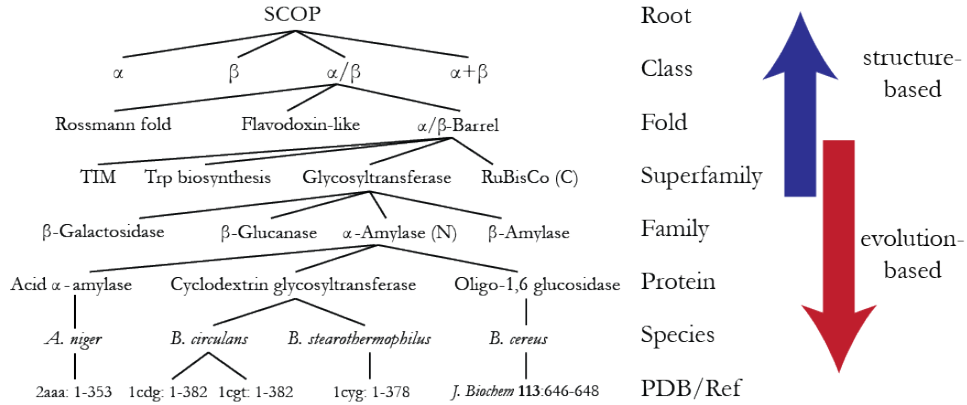 SCOP Root
α β α/β α+β Class
structure-
based
Rossmann fold Flavodoxin-like α/β-Barrel Fold
TIM Trp biosynthesis Glycosyltransferase RuBisCo (C) Superfamily
β-Galactosidase β-Glucanase α-Amylase (N) β-Amylase Family
evolution-
based
Acid α-amylase Cyclodextrin glycosyltransferase Oligo-1,6 glucosidase Protein
A. niger B. circulans B. stearothermophilus B. cereus Species
2aaa: 1-353 1cdg: 1-382 1cgt: 1-382 1cyg: 1-378 J. Biochem 113:646-648 PDB/Ref